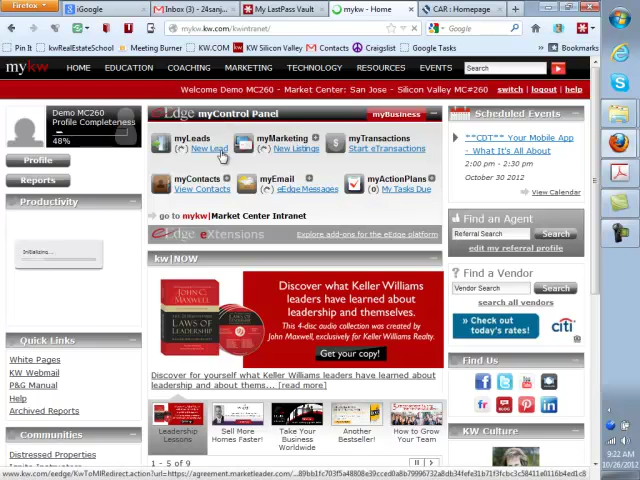 Firefox
iGoogle
Gmail Inbox (3) - 24sanj...
My LastPass Vault
mykw - Home
CAR : Homepage
mykw.kw.com/kwintranet/
Google
Pin It
kwRealEstateSchool
Meeting Burner
KW.COM
KW Silicon Valley
Contacts
Craigslist
Google Tasks
Bookmarks
mykw
HOME
EDUCATION
COACHING
MARKETING
TECHNOLOGY
RESOURCES
EVENTS
Search
Welcome Demo MC260 - Market Center: San Jose - Silicon Valley MC#260
switch | logout | help
Demo MC260
Profile Completeness
48%
Profile
Reports
Productivity
Initializing...
Quick Links
White Pages
KW Webmail
P&G Manual
Help
Archived Reports
Communities
Distressed Properties
eEdge myControl Panel
myBusiness
myLeads
New Lead
myMarketing
New Listings
myTransactions
Start eTransactions
myContacts
View Contacts
myEmail
eEdge Messages
myTasks
(0) My Tasks Due
go to mykw|Market Center Intranet
eEdge eXtensions
Explore add-ons for the eEdge platform
kw|NOW
JOHN C.
MAXWELL
LAWS OF
LEADERSHIP
Discover what Keller Williams
leaders have learned about
leadership and themselves.
This 4-disc audio collection was created by
John Maxwell, exclusively for Keller Williams Realty.
Get your copy!
Discover for yourself what Keller Williams leaders have learned about
leadership and about thems... [read more]
Leadership
Lessons
Sell More
Homes Faster!
Take Your
Business
Worldwide
Another
Bestseller!
How to Grow
Your Team
1 - 5 of 9
Scheduled Events
**CDT** Your Mobile App
- What It's All About
2:00 pm - 2:30 pm
October 30 2012
View Calendar
Find an Agent
Referral Search
Search
edit my referral profile
Find a Vendor
Vendor Search
Search
search all vendors
Check out
today's rates!
citi
Find Us
KW Culture
9:22 AM
10/26/2012